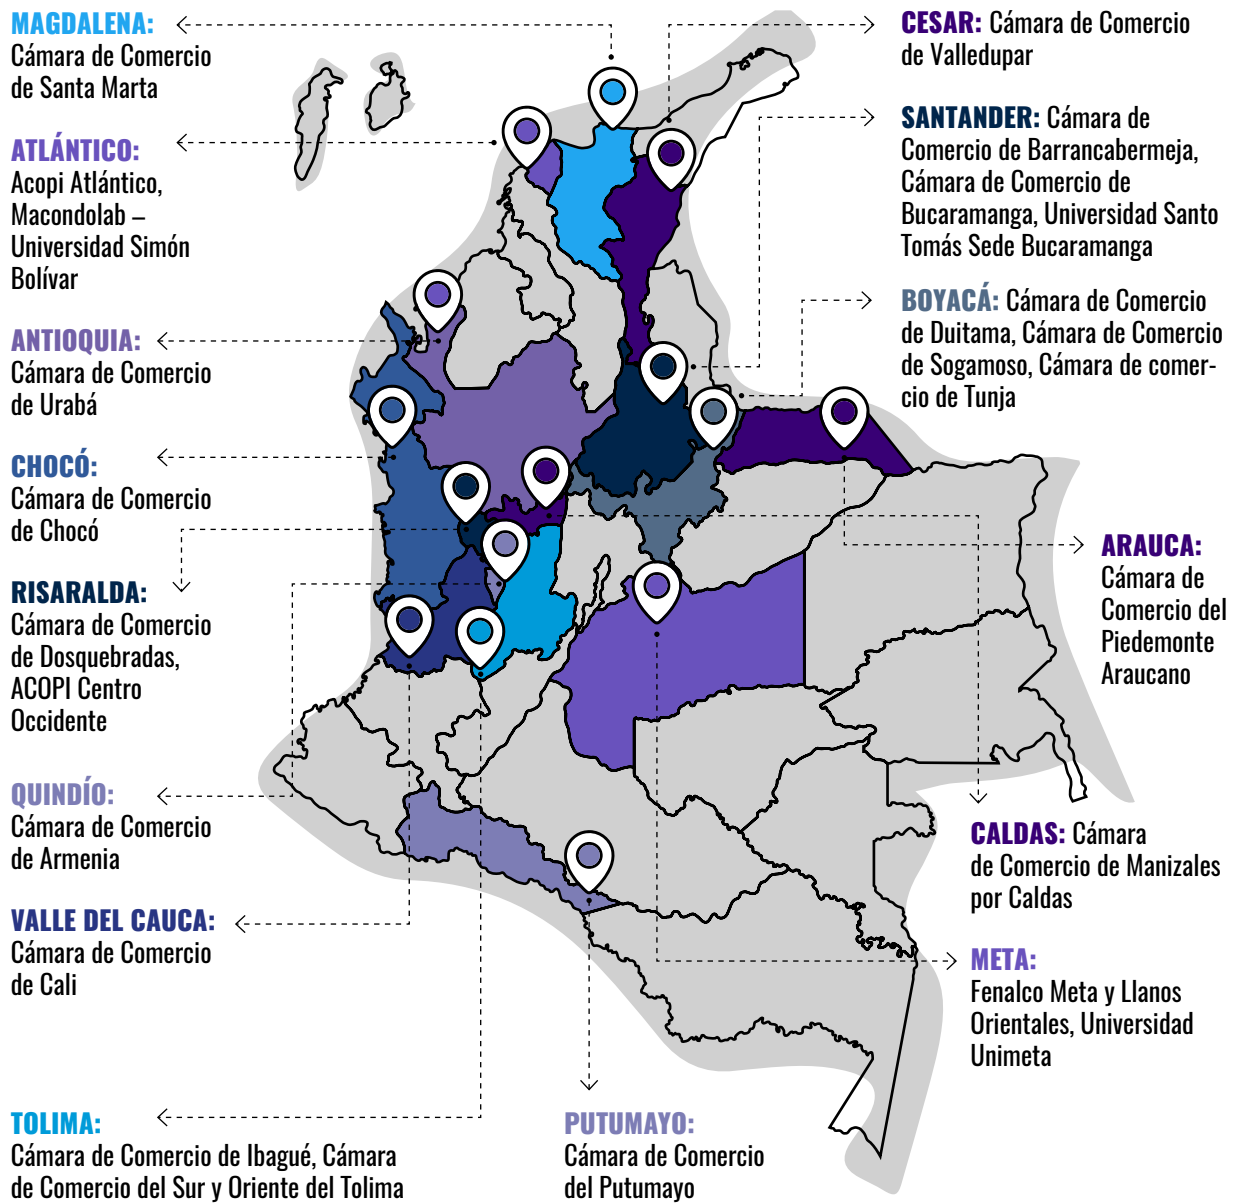 MAGDALENA:
Cámara de Comercio
de Santa Marta
ATLÁNTICO:
Acopi Atlántico,
Macondolab –
Universidad Simón
Bolívar
ANTIOQUIA:
Cámara de Comercio
de Urabá
CHOCÓ:
Cámara de Comercio
de Chocó
RISARALDA:
Cámara de Comercio
de Dosquebradas,
ACOPI Centro
Occidente
QUINDÍO:
Cámara de Comercio
de Armenia
VALLE DEL CAUCA:
Cámara de Comercio
de Cali
TOLIMA:
Cámara de Comercio de Ibagué, Cámara
de Comercio del Sur y Oriente del Tolima
PUTUMAYO:
Cámara de Comercio
del Putumayo
CESAR: Cámara de Comercio
de Valledupar
SANTANDER: Cámara de
Comercio de Barrancabermeja,
Cámara de Comercio de
Bucaramanga, Universidad Santo
Tomás Sede Bucaramanga
BOYACÁ: Cámara de Comercio
de Duitama, Cámara de Comercio
de Sogamoso, Cámara de comer-
cio de Tunja
ARAUCA:
Cámara de
Comercio del
Piedemonte
Araucano
CALDAS: Cámara
de Comercio de Manizales
por Caldas
META:
Fenalco Meta y Llanos
Orientales, Universidad
Unimeta